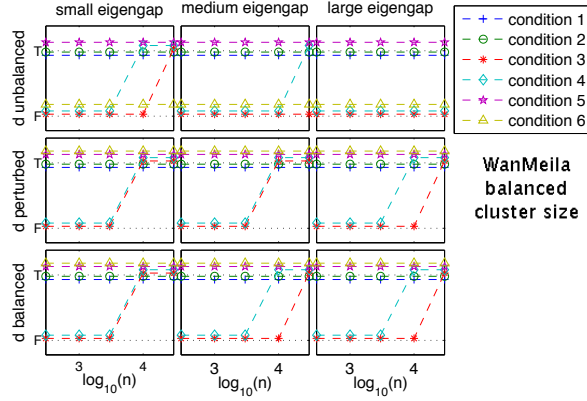 small eigengap medium eigengap large eigengap
condition 1
condition 2
condition 3
condition 4
condition 5
condition 6
WanMeila
balanced
cluster size
d unbalanced
T
F
d perturbed
T
F
d balanced
T
F
3 4 3 4 3 4
log10(n) log10(n) log10(n)